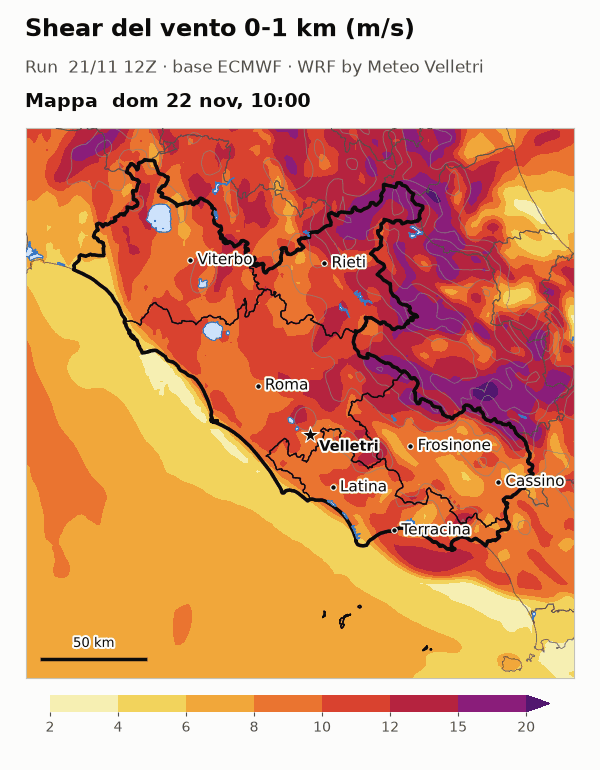 Shear del vento 0-1 km (m/s)
Run  21/11 12Z · base ECMWF · WRF by Meteo Velletri
Mappa  dom 22 nov, 10:00
Viterbo
Rieti
Roma
Velletri
Frosinone
Latina
Cassino
Terracina
50 km
2 4 6 8 10 12 15 20